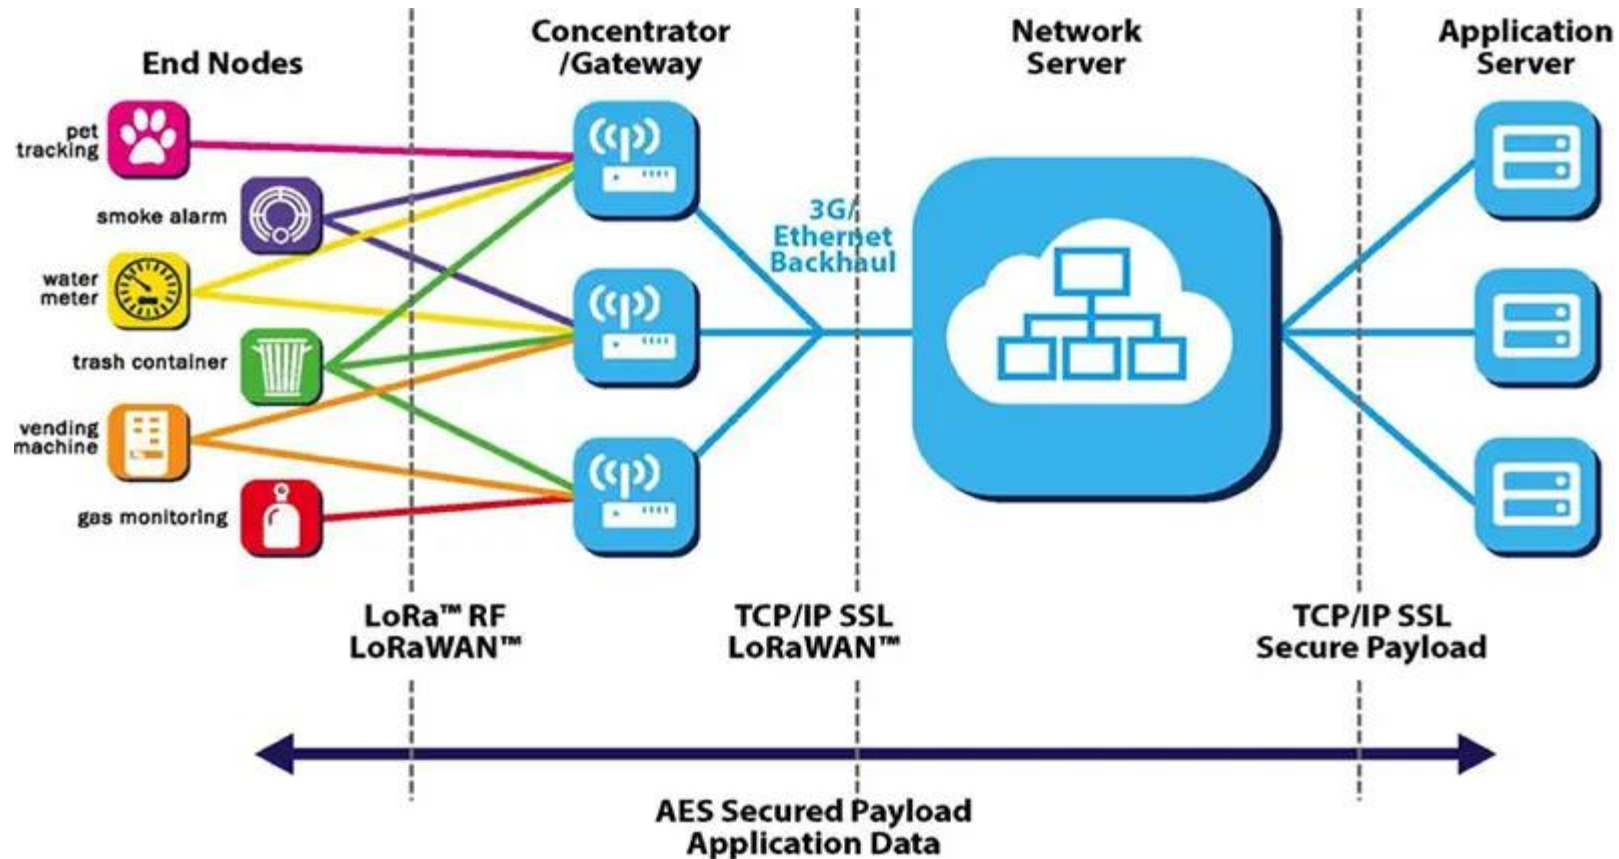 End Nodes
Concentrator
/Gateway
Network
Server
Application
Server
pet
tracking
smoke alarm
water
meter
trash container
vending
machine
gas monitoring
3G/
Ethernet
Backhaul
LoRa™ RF
LoRaWAN™
TCP/IP SSL
LoRaWAN™
TCP/IP SSL
Secure Payload
AES Secured Payload
Application Data